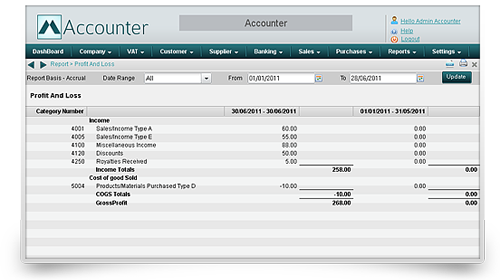 Accounter
Accounter
Hello Admin Accounter
Help
Logout
DashBoard Company VAT Customer Supplier Banking Sales Purchases Reports Settings
Report > Profit And Loss
Report Basis - Accrual Date Range All From 01/01/2011 To 28/06/2011 Update
Profit And Loss
Category Number 30/06/2011 - 30/06/2011 01/01/2011 - 31/05/2011
Income
4001 Sales/Income Type A 60.00 0.00
4005 Sales/Income Type E 55.00 0.00
4100 Miscellaneous Income 88.00 0.00
4120 Discounts 50.00 0.00
4250 Royalties Received 5.00 0.00
Income Totals 258.00 0.00
Cost of good Sold
5004 Products/Materials Purchased Type D -10.00 0.00
COGS Totals -10.00 0.00
GrossProfit 268.00 0.00